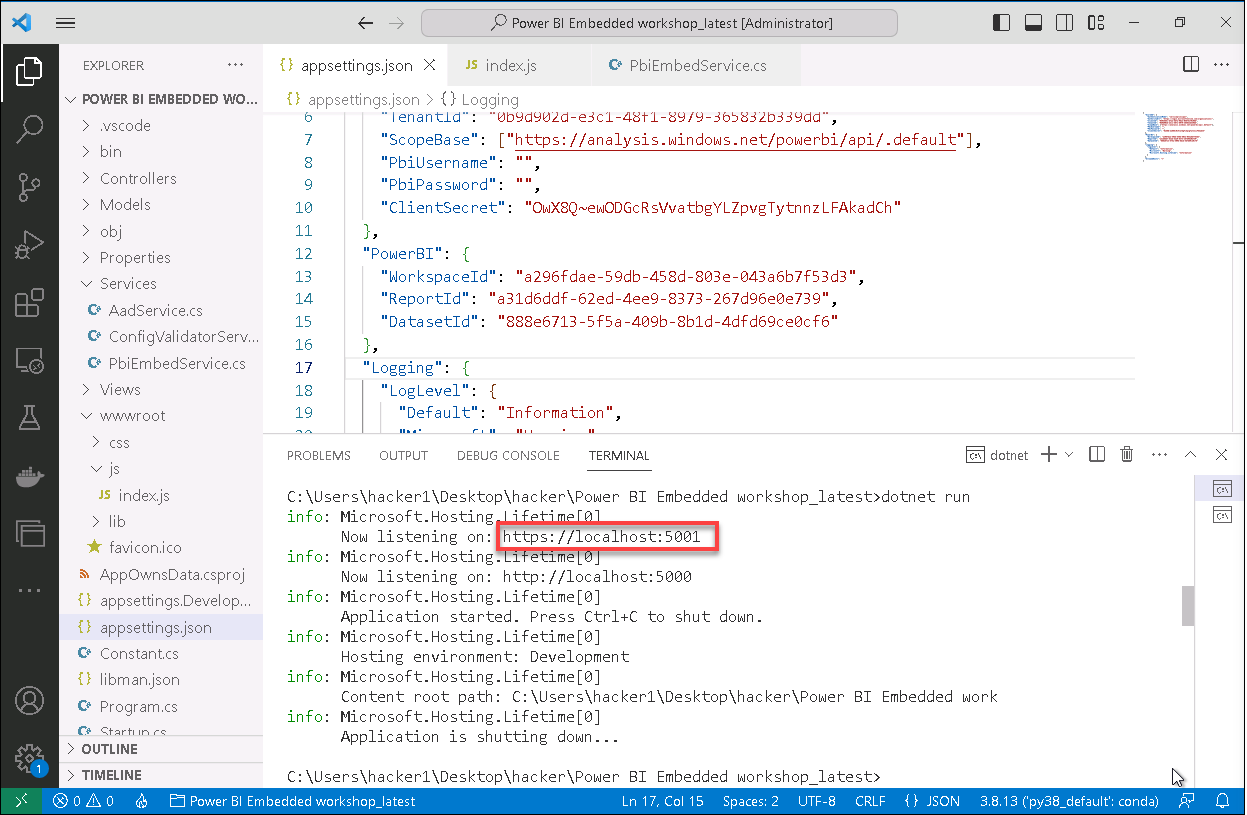 Power BI Embedded workshop_latest [Administrator]
EXPLORER
POWER BI EMBEDDED WO...
.vscode
bin
Controllers
Models
obj
Properties
Services
AadService.cs
ConfigValidatorServ...
PbiEmbedService.cs
Views
wwwroot
css
js
JS index.js
lib
favicon.ico
AppOwnsData.csproj
{} appsettings.Develop...
{} appsettings.json
Constant.cs
{} libman.json
Program.cs
Startup.cs
OUTLINE
TIMELINE
{} appsettings.json
JS index.js
PbiEmbedService.cs
{} appsettings.json > {} Logging
6 "TenantId": "0b9d902d-e3c1-48f1-8979-365832b339dd",
7 "ScopeBase": ["https://analysis.windows.net/powerbi/api/.default"],
8 "PbiUsername": "",
9 "PbiPassword": "",
10 "ClientSecret": "OwX8Q~ewODGcRsVvatbgYLZpvgTytnnzLFAkadCh"
11 },
12 "PowerBI": {
13 "WorkspaceId": "a296fdae-59db-458d-803e-043a6b7f53d3",
14 "ReportId": "a31d6ddf-62ed-4ee9-8373-267d96e0e739",
15 "DatasetId": "888e6713-5f5a-409b-8b1d-4dfd69ce0cf6"
16 },
17 "Logging": {
18 "LogLevel": {
19 "Default": "Information",
PROBLEMS OUTPUT DEBUG CONSOLE TERMINAL
dotnet
C:\Users\hacker1\Desktop\hacker\Power BI Embedded workshop_latest>dotnet run
info: Microsoft.Hosting.Lifetime[0]
Now listening on: https://localhost:5001
info: Microsoft.Hosting.Lifetime[0]
Now listening on: http://localhost:5000
info: Microsoft.Hosting.Lifetime[0]
Application started. Press Ctrl+C to shut down.
info: Microsoft.Hosting.Lifetime[0]
Hosting environment: Development
info: Microsoft.Hosting.Lifetime[0]
Content root path: C:\Users\hacker1\Desktop\hacker\Power BI Embedded work
info: Microsoft.Hosting.Lifetime[0]
Application is shutting down...
C:\Users\hacker1\Desktop\hacker\Power BI Embedded workshop_latest>
1
0 0 Power BI Embedded workshop_latest
Ln 17, Col 15 Spaces: 2 UTF-8 CRLF {} JSON 3.8.13 ('py38_default': conda)